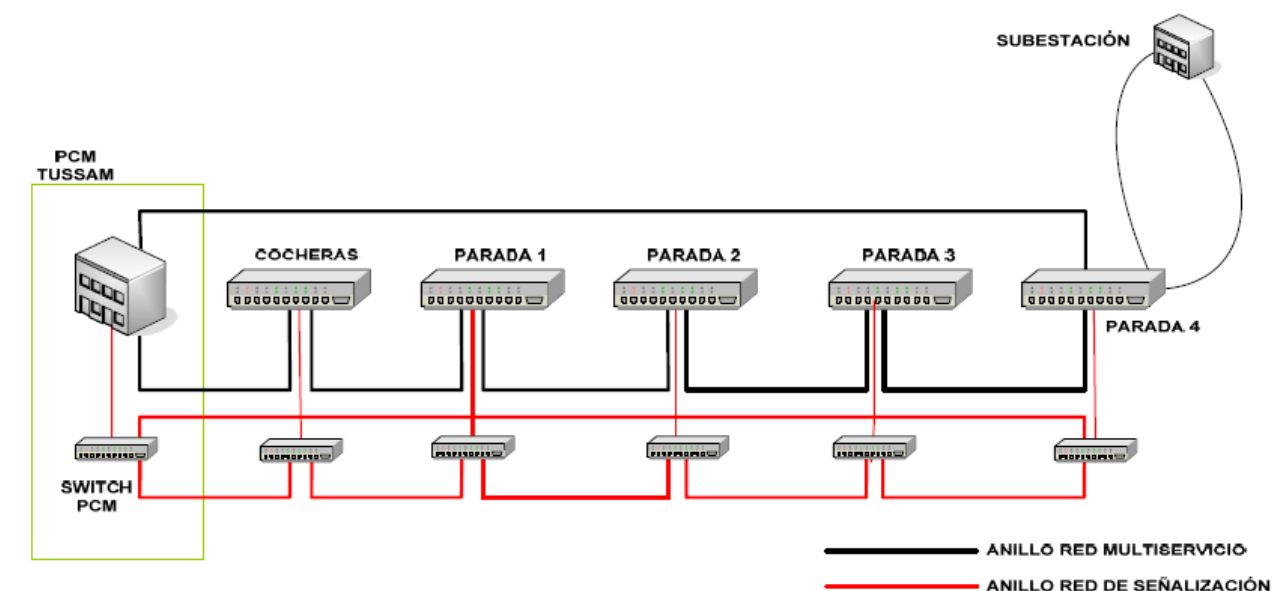 SUBESTACIÓN
PCM
TUSSAM
COCHERAS
PARADA 1
PARADA 2
PARADA 3
PARADA 4
SWITCH
PCM
ANILLO RED MULTISERVICIO
ANILLO RED DE SEÑALIZACIÓN